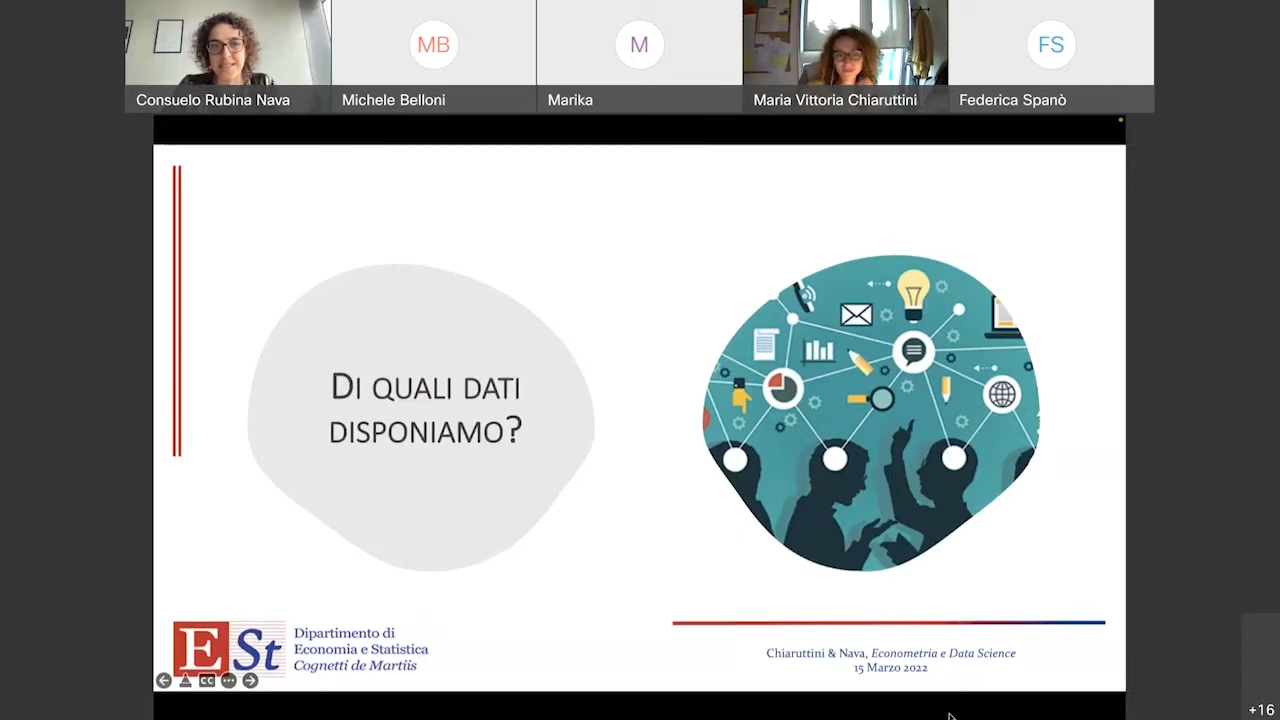 MB
M
FS
Consuelo Rubina Nava
Michele Belloni
Marika
Maria Vittoria Chiaruttini
Federica Spanò
DI QUALI DATI
DISPONIAMO?
ESt
Dipartimento di
Economia e Statistica
Cognetti de Martiis
CC
Chiaruttini & Nava, Econometria e Data Science
15 Marzo 2022
+16